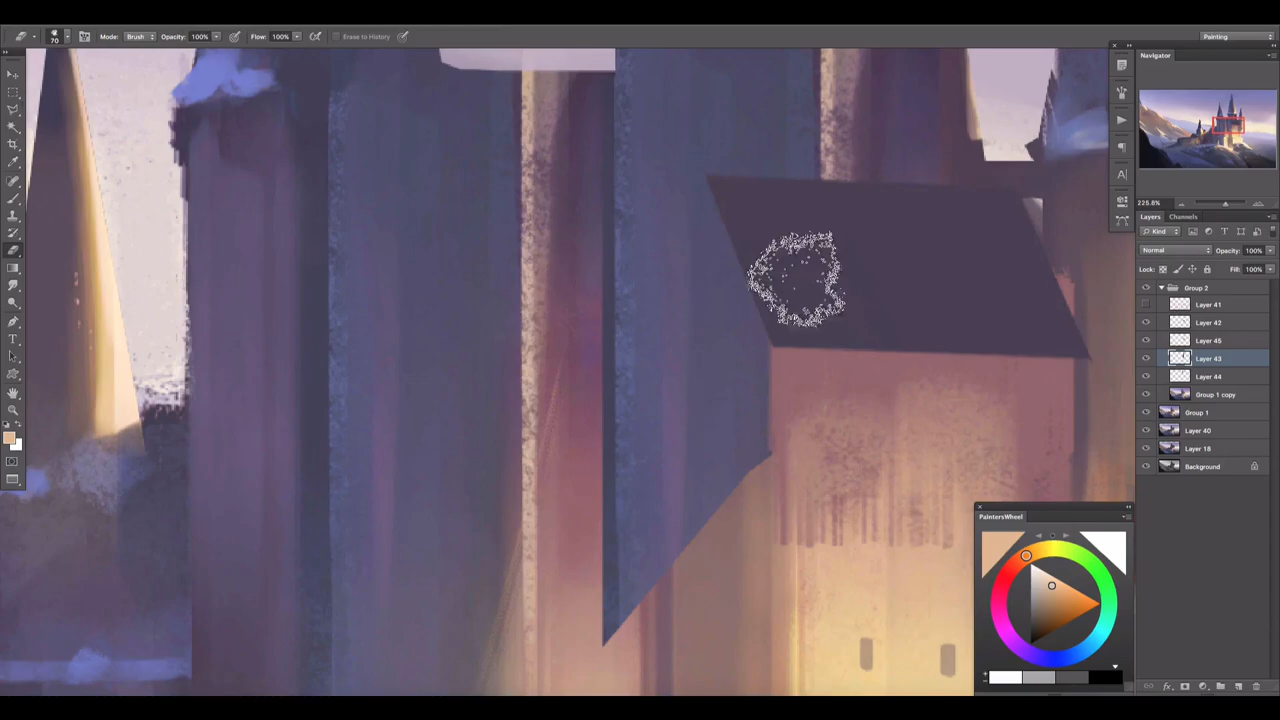 Mode: Brush Opacity: 100% Flow: 100% Erase to History Painting
70
Navigator
225.8%
Layers Channels
Kind
Normal Opacity: 100%
Lock: Fill: 100%
Group 2
Layer 41
Layer 42
Layer 45
Layer 43
Layer 44
Group 1 copy
Group 1
Layer 40
Layer 18
Background
PaintersWheel